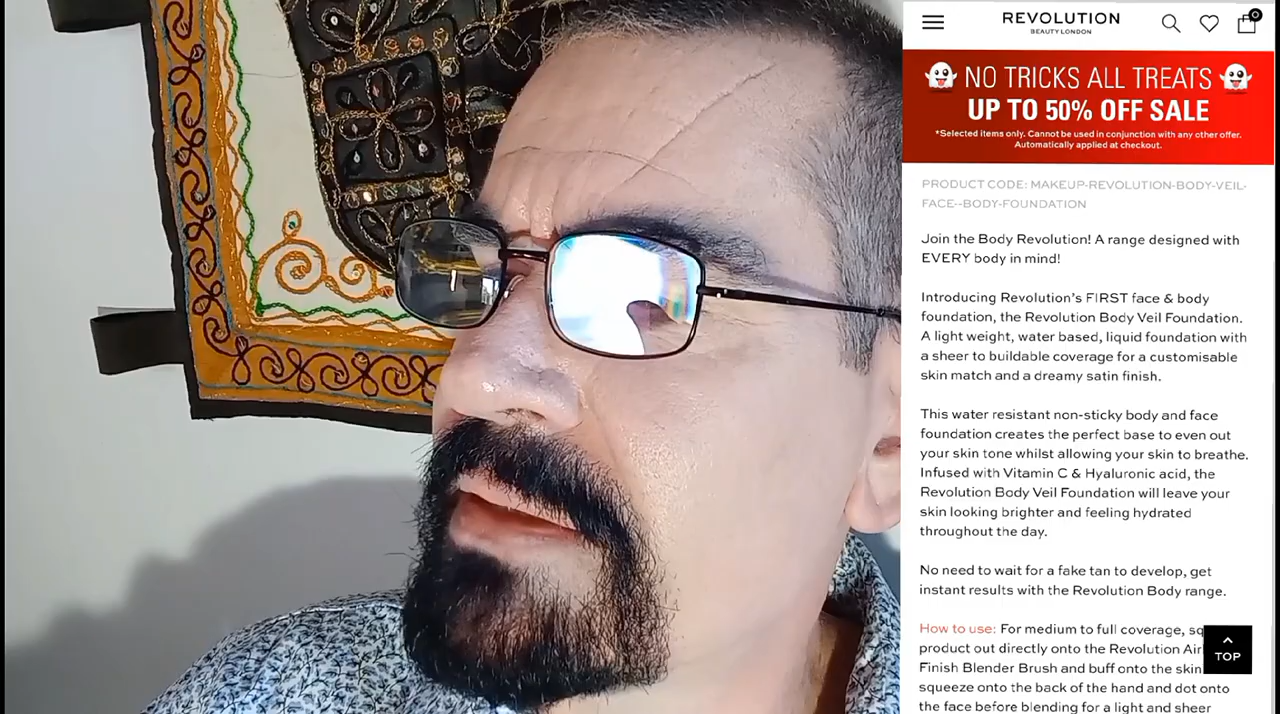 REVOLUTION
BEAUTY LONDON
0
NO TRICKS ALL TREATS
UP TO 50% OFF SALE
*Selected items only. Cannot be used in conjunction with any other offer.
Automatically applied at checkout.
PRODUCT CODE: MAKEUP-REVOLUTION-BODY-VEIL-
FACE--BODY-FOUNDATION
Join the Body Revolution! A range designed with
EVERY body in mind!
Introducing Revolution's FIRST face & body
foundation, the Revolution Body Veil Foundation.
A light weight, water based, liquid foundation with
a sheer to buildable coverage for a customisable
skin match and a dreamy satin finish.
This water resistant non-sticky body and face
foundation creates the perfect base to even out
your skin tone whilst allowing your skin to breathe.
Infused with Vitamin C & Hyaluronic acid, the
Revolution Body Veil Foundation will leave your
skin looking brighter and feeling hydrated
throughout the day.
No need to wait for a fake tan to develop, get
instant results with the Revolution Body range.
How to use: For medium to full coverage, sq
product out directly onto the Revolution Air
Finish Blender Brush and buff onto the skin
squeeze onto the back of the hand and dot onto
the face before blending for a light and sheer
TOP